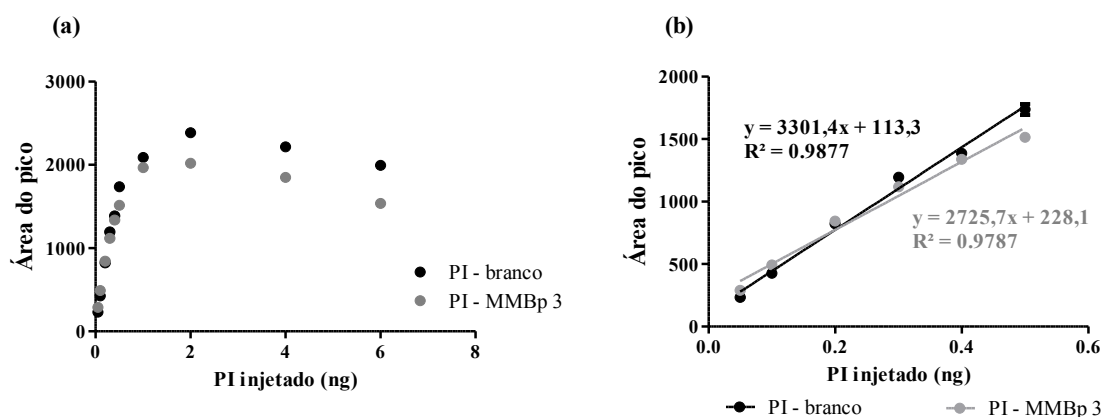 (a)
3000
2000
1000
0
0
2
4
6
8
Área do pico
PI injetado (ng)
PI - branco
PI - MMBp 3
(b)
2000
1500
1000
500
0
0.0
0.2
0.4
0.6
Área do pico
y = 3301,4x + 113,3
R² = 0.9877
y = 2725,7x + 228,1
R² = 0.9787
PI injetado (ng)
PI - branco
PI - MMBp 3